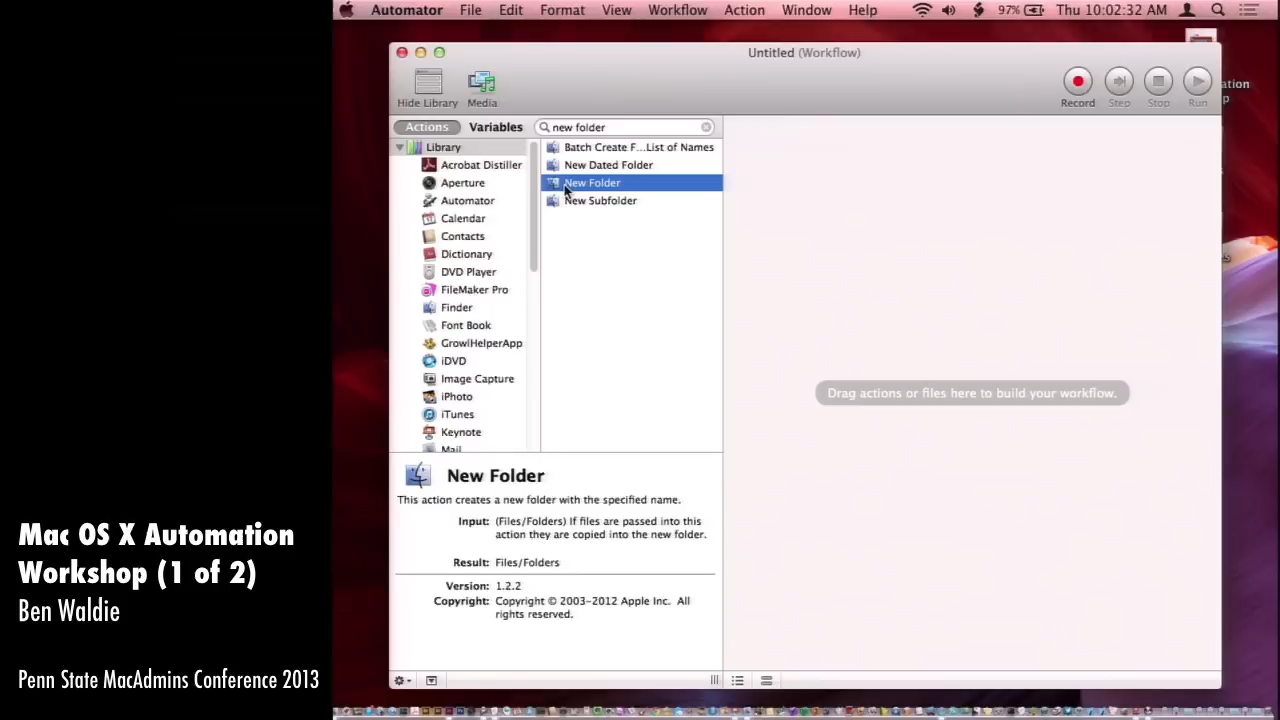 Automator File Edit Format View Workflow Action Window Help 97% Thu 10:02:32 AM
Untitled (Workflow)
Hide Library Media Record Step Stop Run
Actions Variables new folder
Library
Acrobat Distiller
Aperture
Automator
Calendar
Contacts
Dictionary
DVD Player
FileMaker Pro
Finder
Font Book
GrowlHelperApp
iDVD
Image Capture
iPhoto
iTunes
Keynote
Mail
Batch Create F...List of Names
New Dated Folder
New Folder
New Subfolder
Drag actions or files here to build your workflow.
New Folder
This action creates a new folder with the specified name.
Input: (Files/Folders) If files are passed into this
action they are copied into the new folder.
Result: Files/Folders
Version: 1.2.2
Copyright: Copyright © 2003-2012 Apple Inc. All
rights reserved.
Mac OS X Automation
Workshop (1 of 2)
Ben Waldie
Penn State MacAdmins Conference 2013